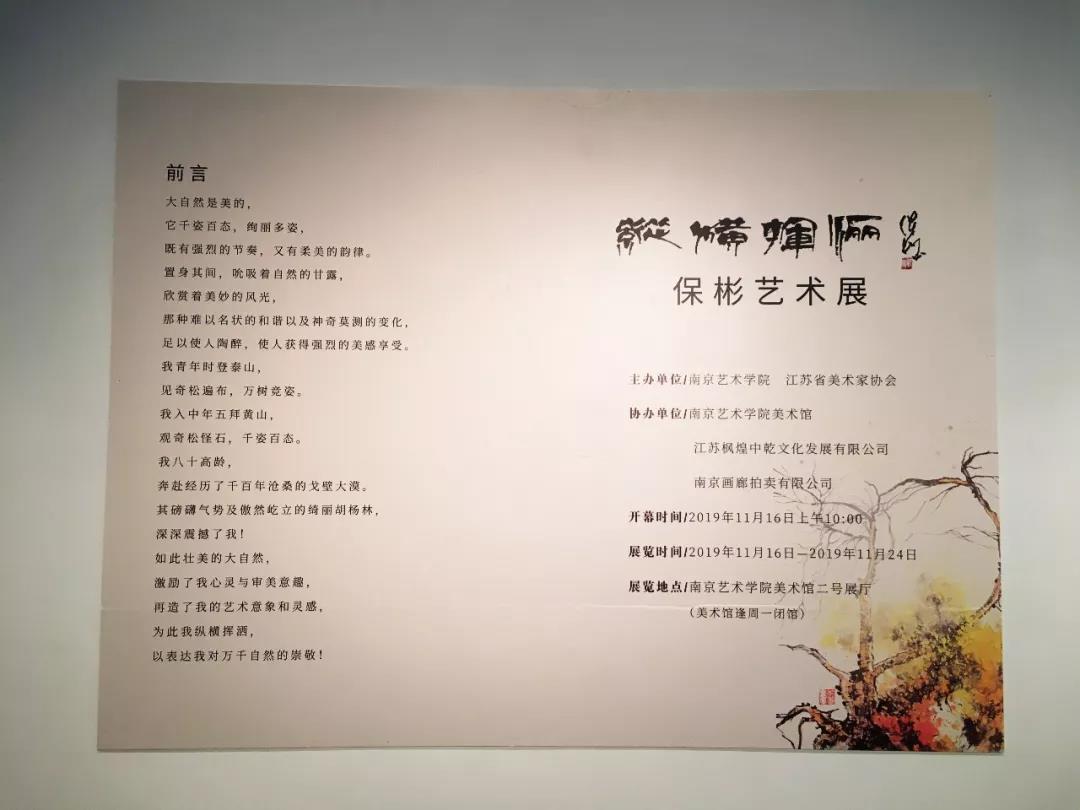 前言
大自然是美的，
它千姿百态，绚丽多姿，
既有强烈的节奏，又有柔美的韵律。
置身其间，吮吸着自然的甘露，
欣赏着美妙的风光，
那种难以名状的和谐以及神奇莫测的变化，
足以使人陶醉，使人获得强烈的美感享受。
我青年时登泰山，
见奇松遍布，万树竞姿。
我入中年五拜黄山，
观奇松怪石，千姿百态。
我八十高龄，
奔赴经历了千百年沧桑的戈壁大漠。
其磅礴气势及傲然屹立的绮丽胡杨林，
深深震撼了我！
如此壮美的大自然，
激励了我心灵与审美意趣，
再造了我的艺术意象和灵感，
为此我纵横挥洒，
以表达我对万千自然的崇敬！
保彬艺术展
主办单位/南京艺术学院 江苏省美术家协会
协办单位/南京艺术学院美术馆
江苏枫煌中乾文化发展有限公司
南京画廊拍卖有限公司
开幕时间/2019年11月16日上午10:00
展览时间/2019年11月16日—2019年11月24日
展览地点/南京艺术学院美术馆二号展厅
（美术馆逢周一闭馆）